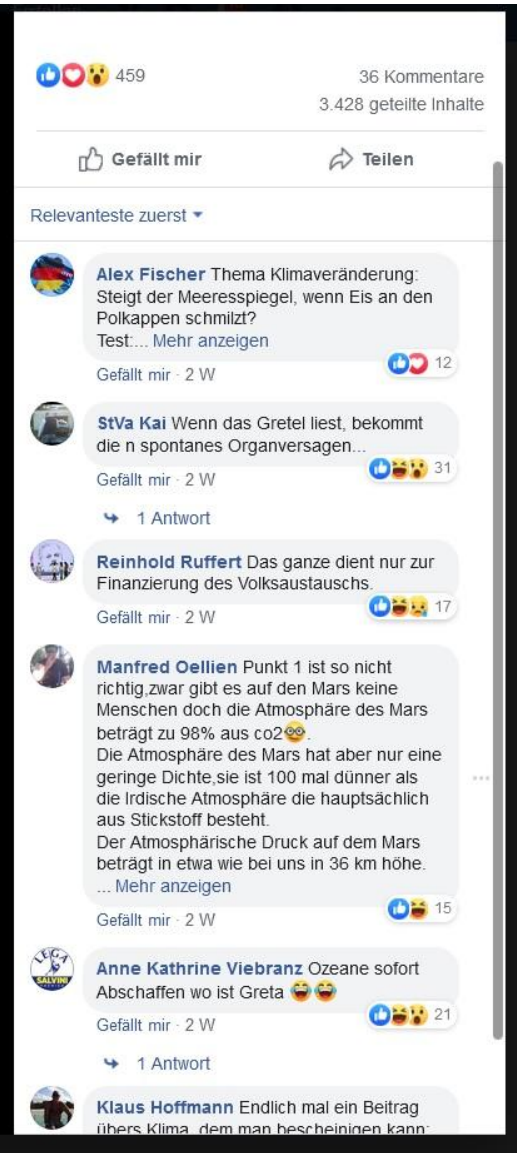 459
36 Kommentare
3.428 geteilte Inhalte
Gefällt mir
Teilen
Relevanteste zuerst
Alex Fischer Thema Klimaveränderung:
Steigt der Meeresspiegel, wenn Eis an den
Polkappen schmilzt?
Test:... Mehr anzeigen
12
Gefällt mir · 2 W
StVa Kai Wenn das Gretel liest, bekommt
die n spontanes Organversagen...
31
Gefällt mir · 2 W
1 Antwort
Reinhold Ruffert Das ganze dient nur zur
Finanzierung des Volksaustauschs.
17
Gefällt mir · 2 W
Manfred Oellien Punkt 1 ist so nicht
richtig,zwar gibt es auf den Mars keine
Menschen doch die Atmosphäre des Mars
beträgt zu 98% aus co2🤓.
Die Atmosphäre des Mars hat aber nur eine
geringe Dichte,sie ist 100 mal dünner als
die Irdische Atmosphäre die hauptsächlich
aus Stickstoff besteht.
Der Atmosphärische Druck auf dem Mars
beträgt in etwa wie bei uns in 36 km höhe.
... Mehr anzeigen
15
Gefällt mir · 2 W
LEGA
SALVINI
Anne Kathrine Viebranz Ozeane sofort
Abschaffen wo ist Greta 😂😂
21
Gefällt mir · 2 W
1 Antwort
Klaus Hoffmann Endlich mal ein Beitrag
übers Klima, dem man bescheinigen kann: